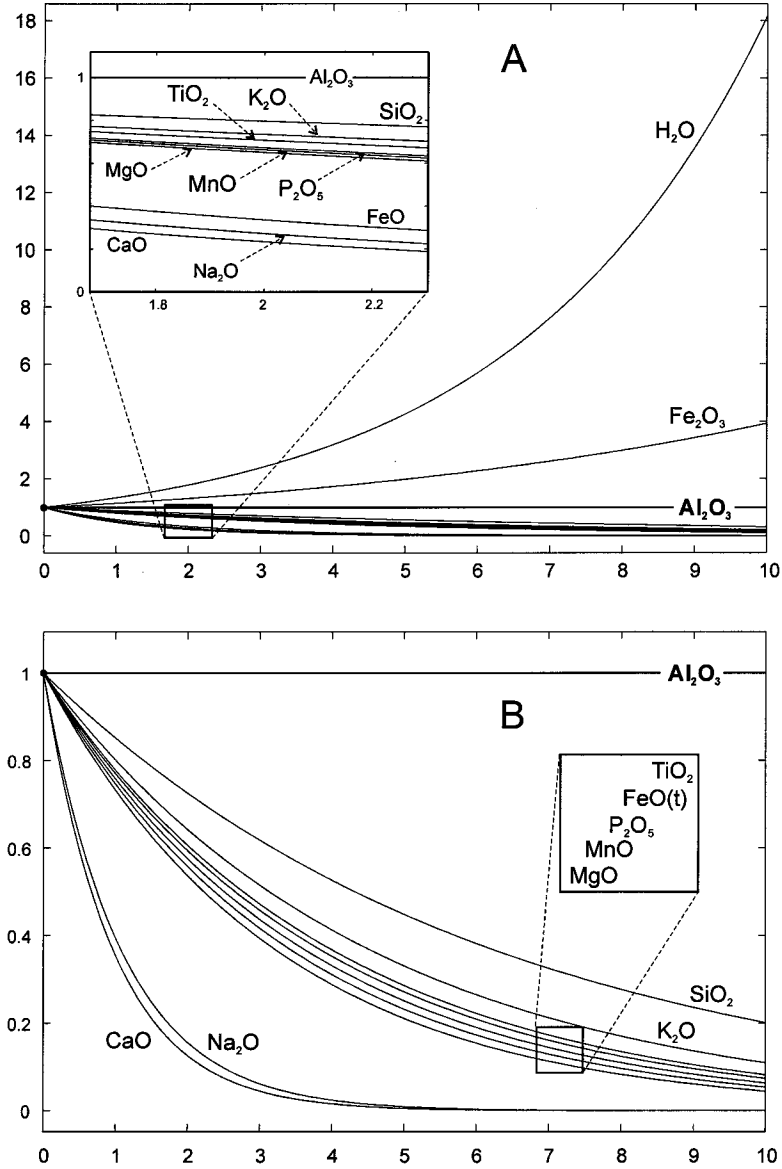 18
16
14
12
10
8
6
4
2
0
A
1
0
Al₂O₃
TiO₂
K₂O
SiO₂
MgO
MnO
P₂O₅
FeO
CaO
Na₂O
1.8
2
2.2
H₂O
Fe₂O₃
Al₂O₃
0 1 2 3 4 5 6 7 8 9 10
1
0.8
0.6
0.4
0.2
0
Al₂O₃
B
TiO₂
FeO(t)
P₂O₅
MnO
MgO
SiO₂
K₂O
CaO
Na₂O
0 1 2 3 4 5 6 7 8 9 10